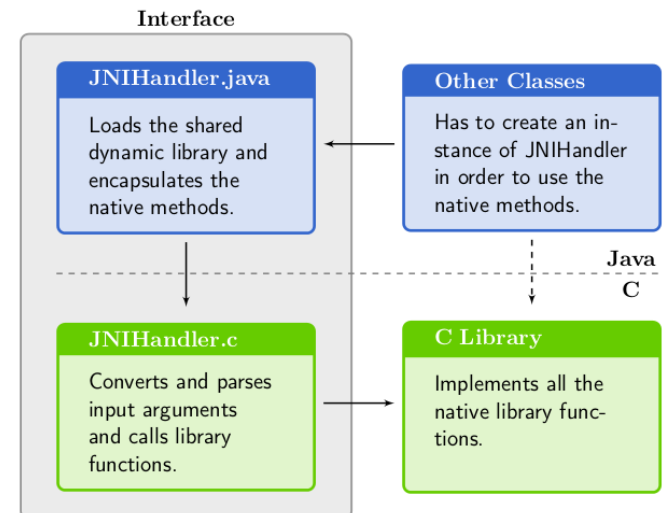 Interface
JNIHandler.java
Loads the shared
dynamic library and
encapsulates the
native methods.
Other Classes
Has to create an in-
stance of JNIHandler
in order to use the
native methods.
Java
C
JNIHandler.c
Converts and parses
input arguments
and calls library
functions.
C Library
Implements all the
native library func-
tions.